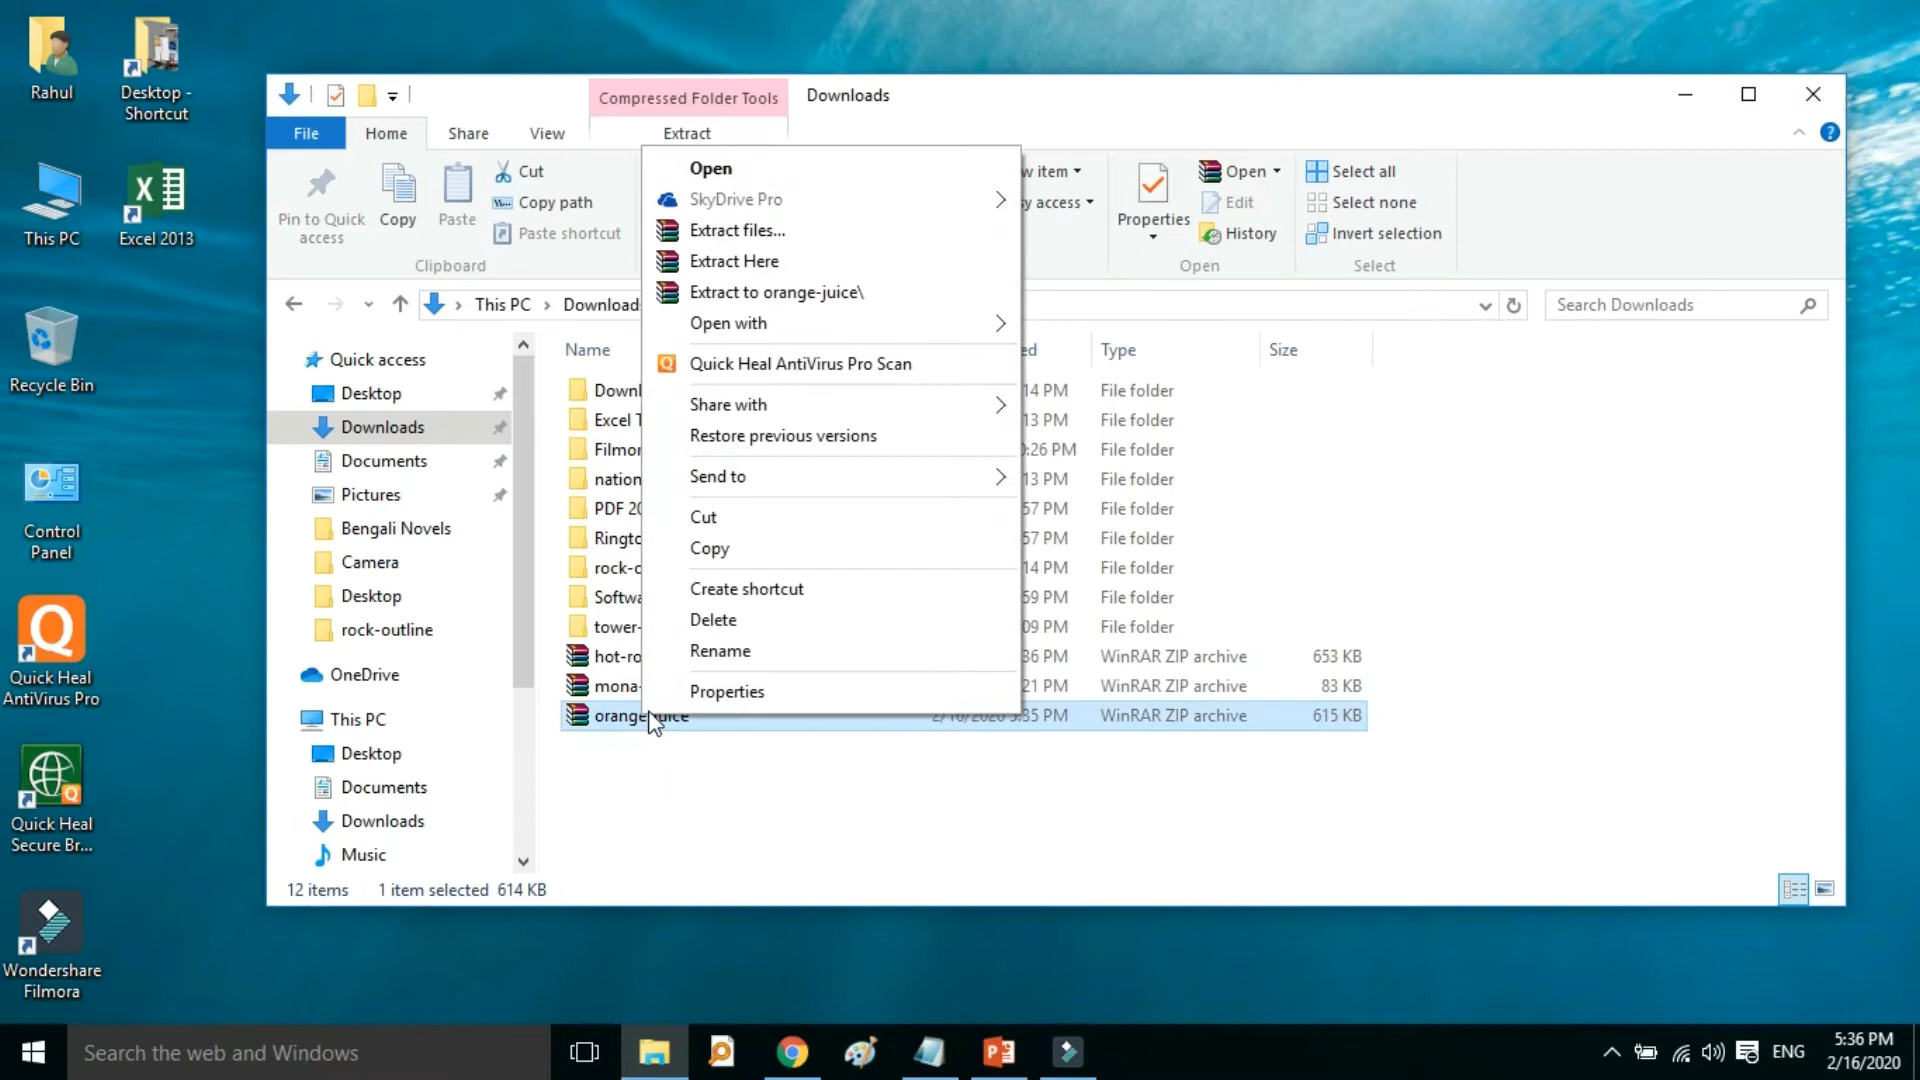 Rahul
Desktop -
Shortcut
This PC
Excel 2013
Recycle Bin
Control
Panel
Quick Heal
AntiVirus Pro
Quick Heal
Secure Br...
Wondershare
Filmora
Compressed Folder Tools
Downloads
File
Home
Share
View
Extract
Pin to Quick
access
Copy
Paste
Cut
Copy path
Paste shortcut
Clipboard
w item
y access
Properties
Open
Edit
History
Open
Select all
Select none
Invert selection
Select
This PC
Download
Search Downloads
Quick access
Desktop
Downloads
Documents
Pictures
Bengali Novels
Camera
Desktop
rock-outline
OneDrive
This PC
Desktop
Documents
Downloads
Music
Name
ed
Type
Size
Downl
14 PM
File folder
Excel T
13 PM
File folder
Filmor
0:26 PM
File folder
nation
13 PM
File folder
PDF 20
57 PM
File folder
Ringto
57 PM
File folder
rock-o
14 PM
File folder
Softwa
59 PM
File folder
tower-
09 PM
File folder
hot-ro
36 PM
WinRAR ZIP archive
653 KB
mona-
21 PM
WinRAR ZIP archive
83 KB
orange-juice
2/16/2020 5:35 PM
WinRAR ZIP archive
615 KB
Open
SkyDrive Pro
Extract files...
Extract Here
Extract to orange-juice\
Open with
Quick Heal AntiVirus Pro Scan
Share with
Restore previous versions
Send to
Cut
Copy
Create shortcut
Delete
Rename
Properties
12 items
1 item selected 614 KB
Search the web and Windows
ENG
5:36 PM
2/16/2020